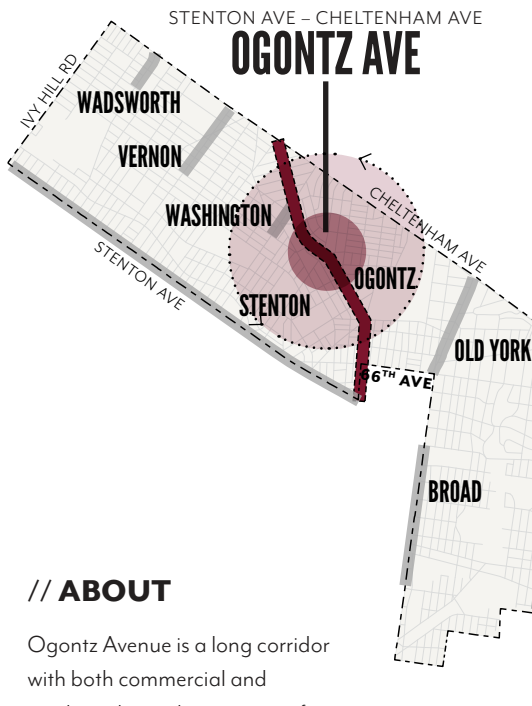 STENTON AVE – CHELTENHAM AVE
OGONTZ AVE
IVY HILL RD
WADSWORTH
VERNON
CHELTENHAM AVE
WASHINGTON
STENTON AVE
OGONTZ
STENTON
OLD YORK
66TH AVE
BROAD
// ABOUT
Ogontz Avenue is a long corridor
with both commercial and